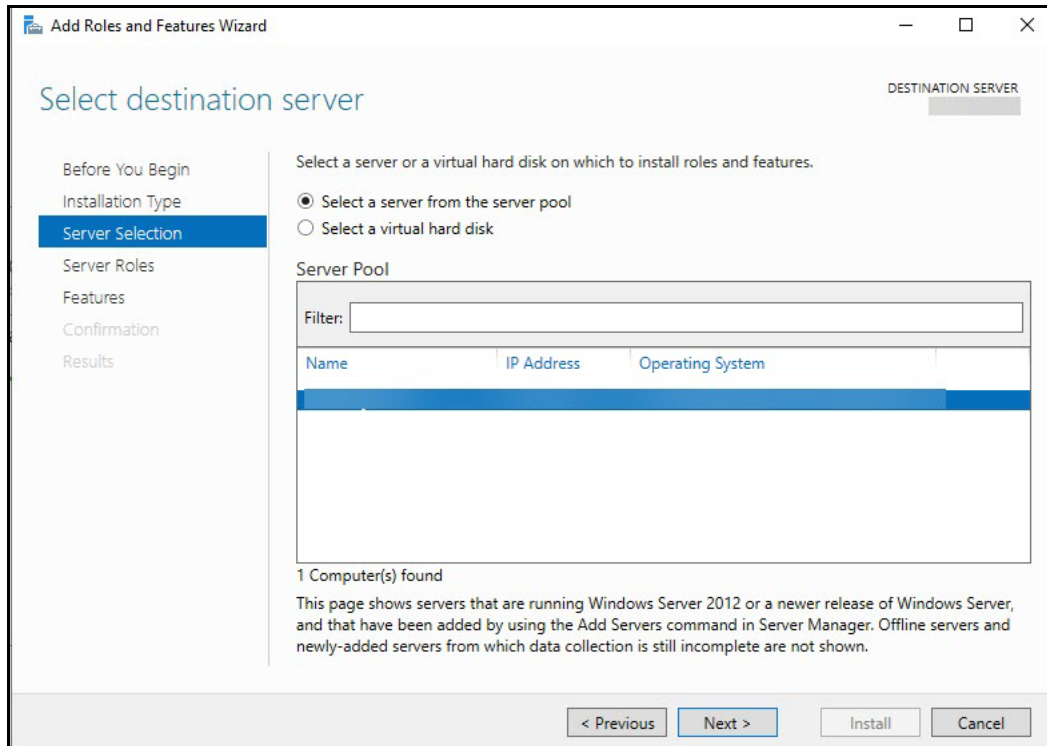 Add Roles and Features Wizard
Select destination server
DESTINATION SERVER
Before You Begin
Installation Type
Server Selection
Server Roles
Features
Confirmation
Results
Select a server or a virtual hard disk on which to install roles and features.
Select a server from the server pool
Select a virtual hard disk
Server Pool
Filter:
Name IP Address Operating System
1 Computer(s) found
This page shows servers that are running Windows Server 2012 or a newer release of Windows Server,
and that have been added by using the Add Servers command in Server Manager. Offline servers and
newly-added servers from which data collection is still incomplete are not shown.
< Previous Next > Install Cancel